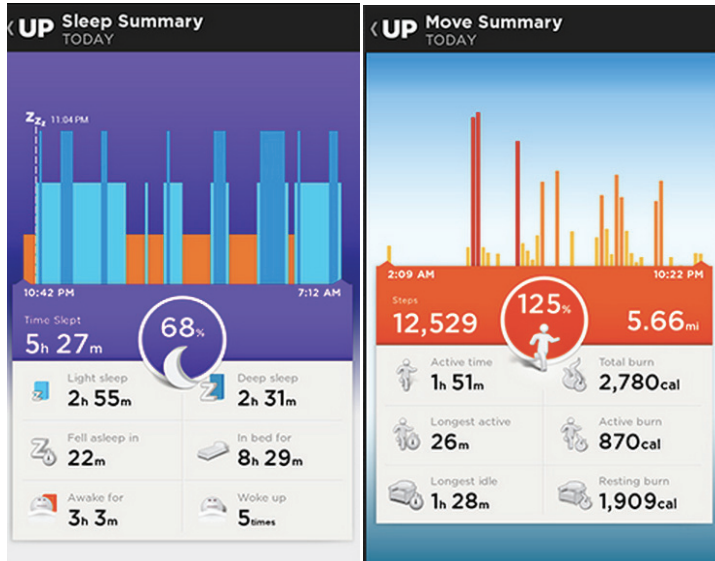 UP Sleep Summary
TODAY
Zzz 11:04 PM
10:42 PM 7:12 AM
Time Slept
5h 27m
68%
Light sleep
2h 55m
Deep sleep
2h 31m
Fell asleep in
22m
In bed for
8h 29m
Awake for
3h 3m
Woke up
5times
UP Move Summary
TODAY
2:09 AM 10:22 PM
Steps
12,529
125%
5.66mi
Active time
1h 51m
Total burn
2,780cal
Longest active
26m
Active burn
870cal
Longest idle
1h 28m
Resting burn
1,909cal